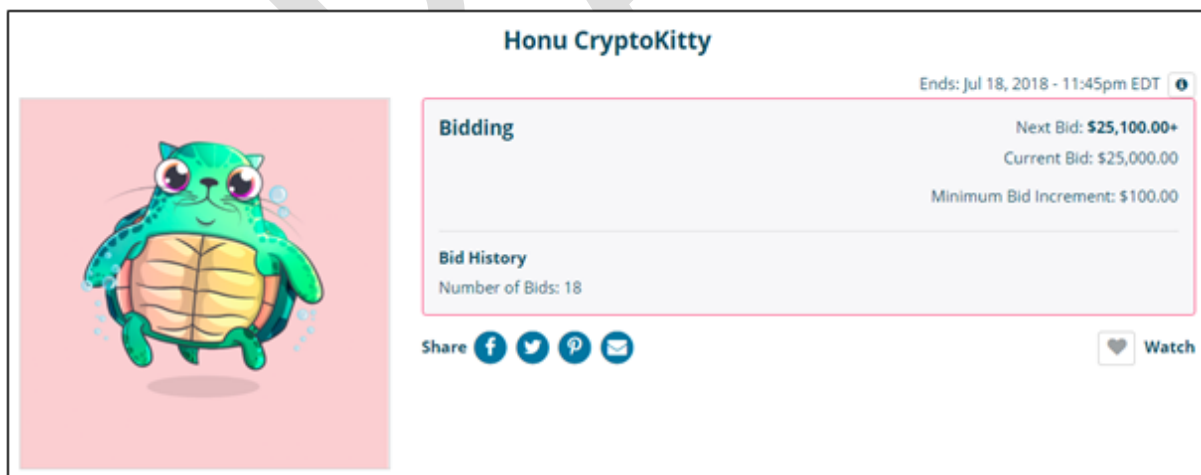 Honu CryptoKitty
Ends: Jul 18, 2018 - 11:45pm EDT
Bidding
Next Bid: $25,100.00+
Current Bid: $25,000.00
Minimum Bid Increment: $100.00
Bid History
Number of Bids: 18
Share
Watch